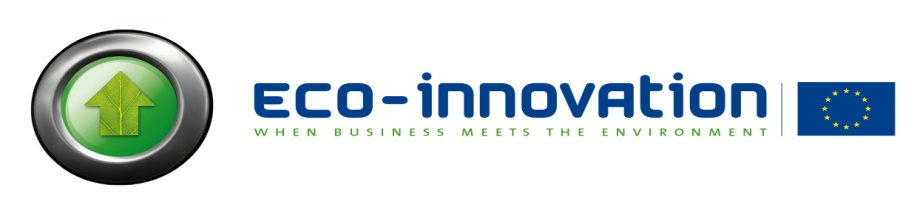 eco-innovation
WHEN BUSINESS MEETS THE ENVIRONMENT